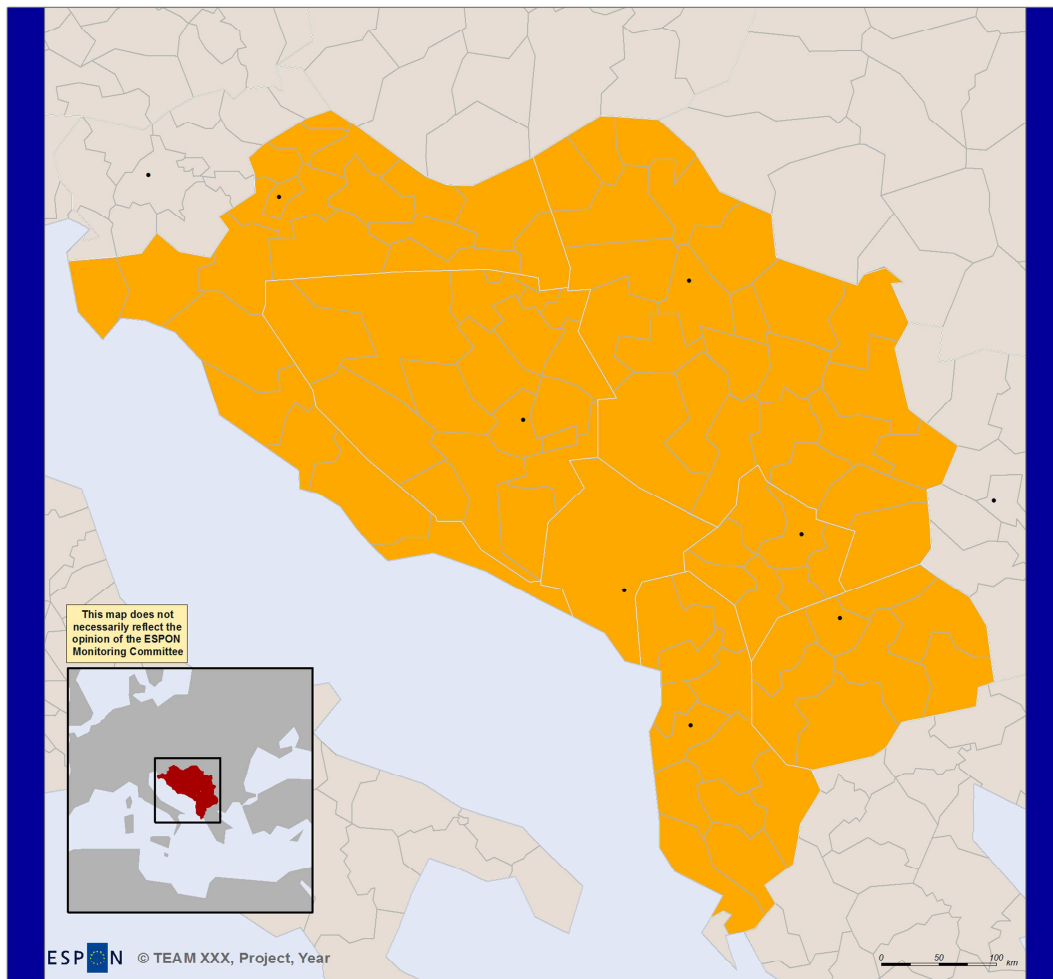 This map does not
necessarily reflect the
opinion of the ESPON
Monitoring Committee
ESPON © TEAM XXX, Project, Year
0 50 100
km